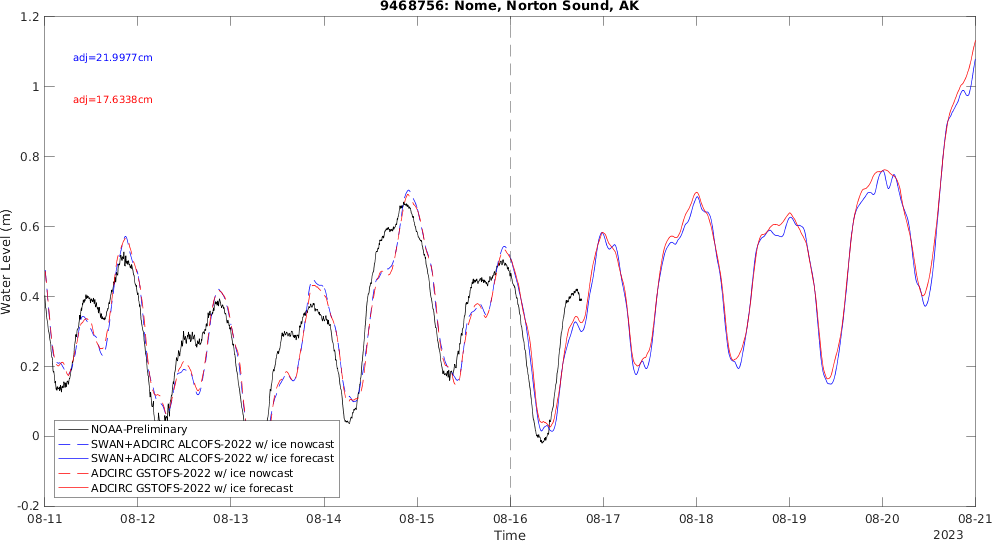 9468756: Nome, Norton Sound, AK
1.2
adj=21.9977cm
1
adj=17.6338cm
0.8
0.6
Water Level (m)
0.4
0.2
0
NOAA-Preliminary
SWAN+ADCIRC ALCOFS-2022 w/ ice nowcast
SWAN+ADCIRC ALCOFS-2022 w/ ice forecast
ADCIRC GSTOFS-2022 w/ ice nowcast
ADCIRC GSTOFS-2022 w/ ice forecast
-0.2
08-11 08-12 08-13 08-14 08-15 08-16 08-17 08-18 08-19 08-20 08-21
Time
2023